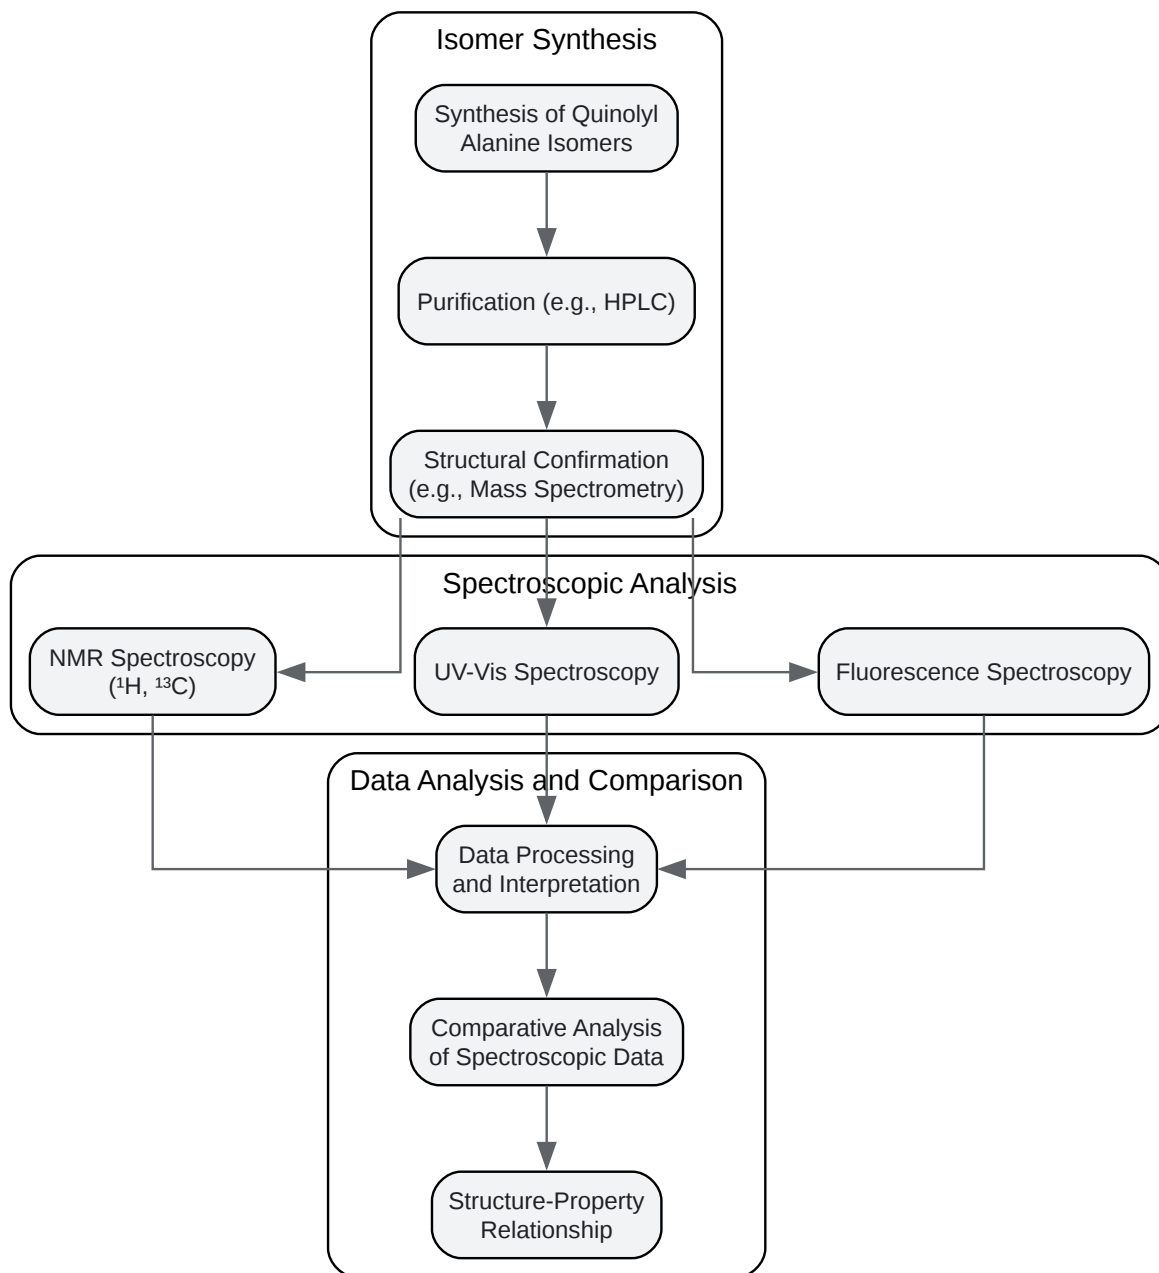 Isomer Synthesis
Synthesis of Quinolyl
Alanine Isomers
Purification (e.g., HPLC)
Structural Confirmation
(e.g., Mass Spectrometry)
Spectroscopic Analysis
NMR Spectroscopy
(¹H, ¹³C)
UV-Vis Spectroscopy
Fluorescence Spectroscopy
Data Analysis and Comparison
Data Processing
and Interpretation
Comparative Analysis
of Spectroscopic Data
Structure-Property
Relationship